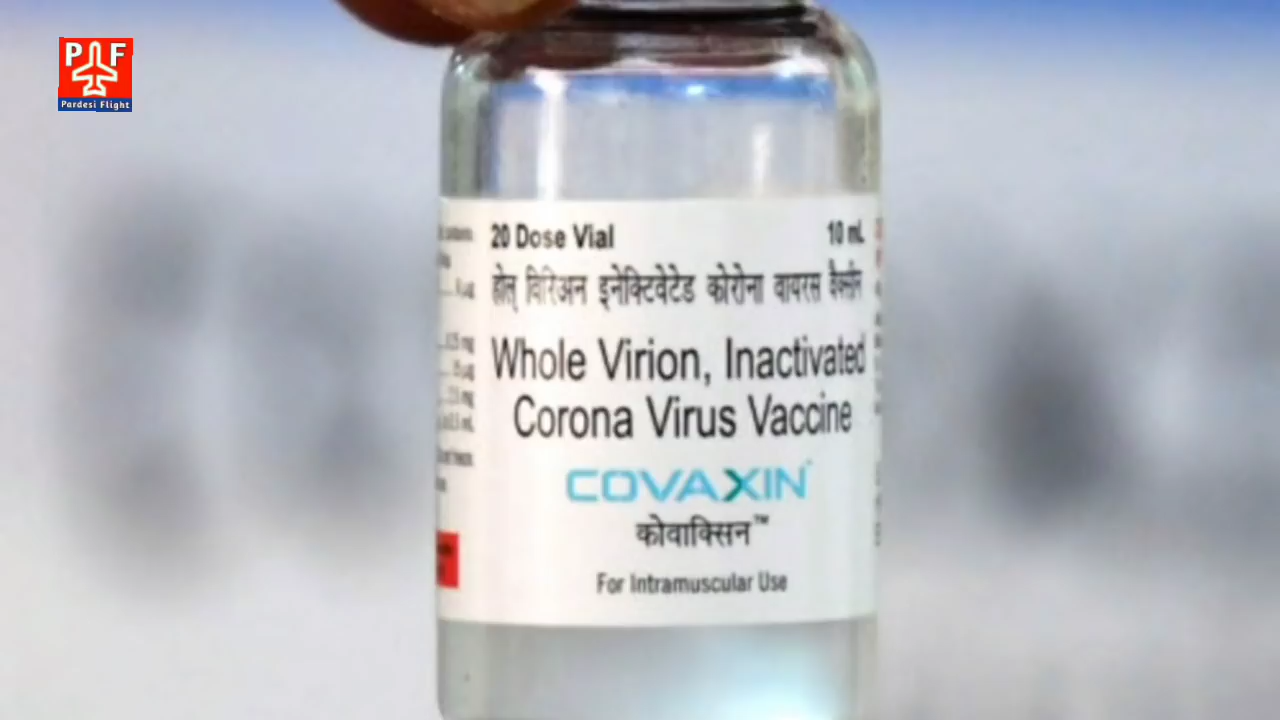 P F
Pardesi Flight
20 Dose Vial 10 mL
होल् विरिअन इनेक्टिवेटेड कोरोना वायरस वैक्सीन
Whole Virion, Inactivated
Corona Virus Vaccine
COVAXIN
कोवाक्सिन™
For Intramuscular Use